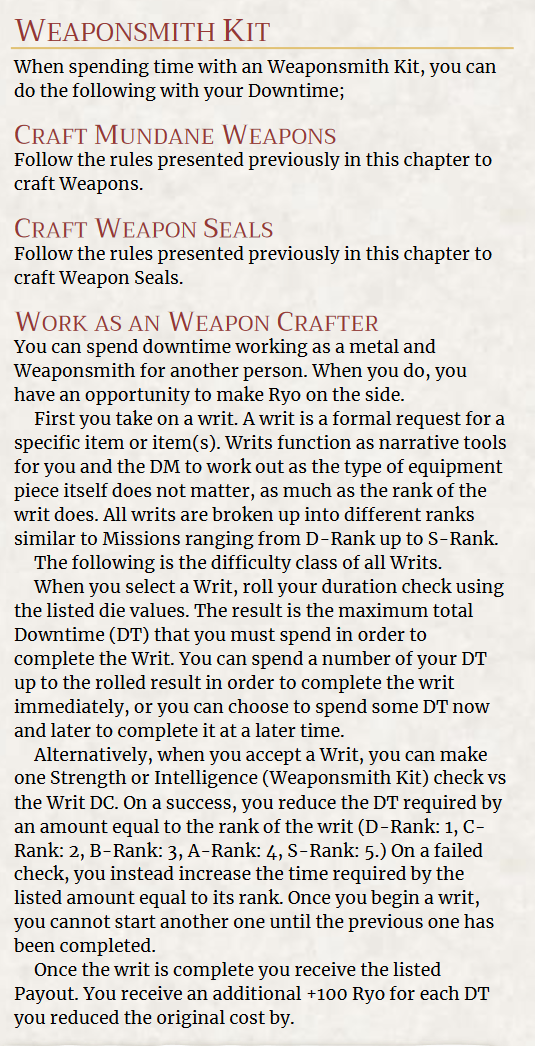 Weaponsmith Kit
When spending time with an Weaponsmith Kit, you can
do the following with your Downtime;
Craft Mundane Weapons
Follow the rules presented previously in this chapter to
craft Weapons.
Craft Weapon Seals
Follow the rules presented previously in this chapter to
craft Weapon Seals.
Work as an Weapon Crafter
You can spend downtime working as a metal and
Weaponsmith for another person. When you do, you
have an opportunity to make Ryo on the side.
First you take on a writ. A writ is a formal request for a
specific item or item(s). Writs function as narrative tools
for you and the DM to work out as the type of equipment
piece itself does not matter, as much as the rank of the
writ does. All writs are broken up into different ranks
similar to Missions ranging from D-Rank up to S-Rank.
The following is the difficulty class of all Writs.
When you select a Writ, roll your duration check using
the listed die values. The result is the maximum total
Downtime (DT) that you must spend in order to
complete the Writ. You can spend a number of your DT
up to the rolled result in order to complete the writ
immediately, or you can choose to spend some DT now
and later to complete it at a later time.
Alternatively, when you accept a Writ, you can make
one Strength or Intelligence (Weaponsmith Kit) check vs
the Writ DC. On a success, you reduce the DT required by
an amount equal to the rank of the writ (D-Rank: 1, C-
Rank: 2, B-Rank: 3, A-Rank: 4, S-Rank: 5.) On a failed
check, you instead increase the time required by the
listed amount equal to its rank. Once you begin a writ,
you cannot start another one until the previous one has
been completed.
Once the writ is complete you receive the listed
Payout. You receive an additional +100 Ryo for each DT
you reduced the original cost by.